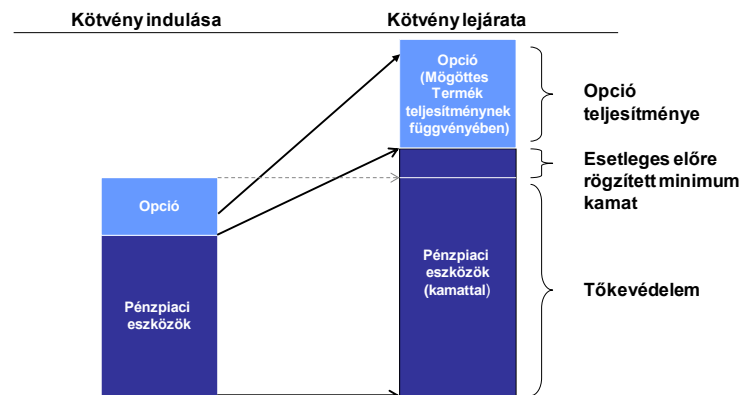 Kötvény indulása
Kötvény lejárata
Opció
(Mögöttes
Termék
teljesítménynek
függvényében)
Opció
teljesítménye
Esetleges előre
rögzített minimum
kamat
Opció
Pénzpiaci
eszközök
Pénzpiaci
eszközök
(kamattal)
Tőkevédelem